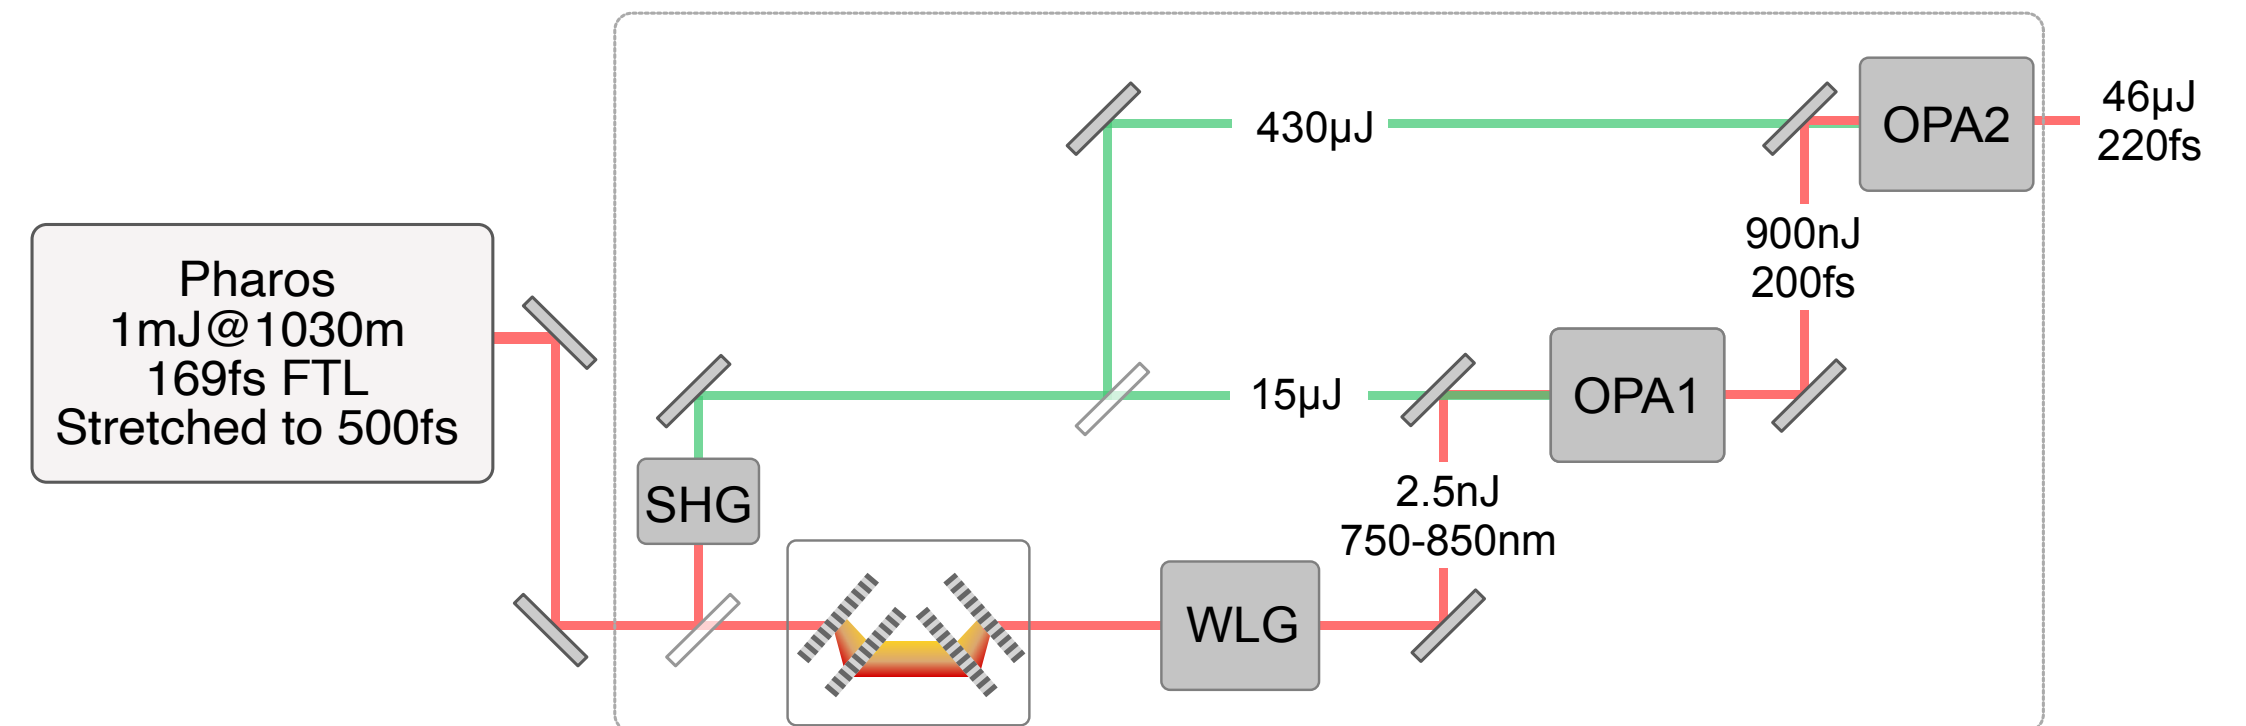 Pharos
1mJ@1030m
169fs FTL
Stretched to 500fs
SHG
430µJ
15µJ
2.5nJ
750-850nm
WLG
OPA1
900nJ
200fs
OPA2
46µJ
220fs